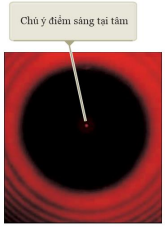 Chú ý điểm sáng tại tâm